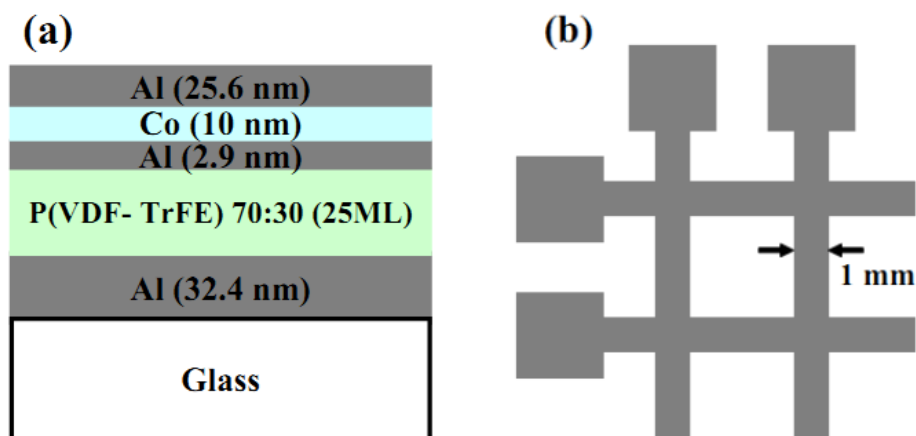 (a)
Al (25.6 nm)
Co (10 nm)
Al (2.9 nm)
P(VDF- TrFE) 70:30 (25ML)
Al (32.4 nm)
Glass
(b)
1 mm